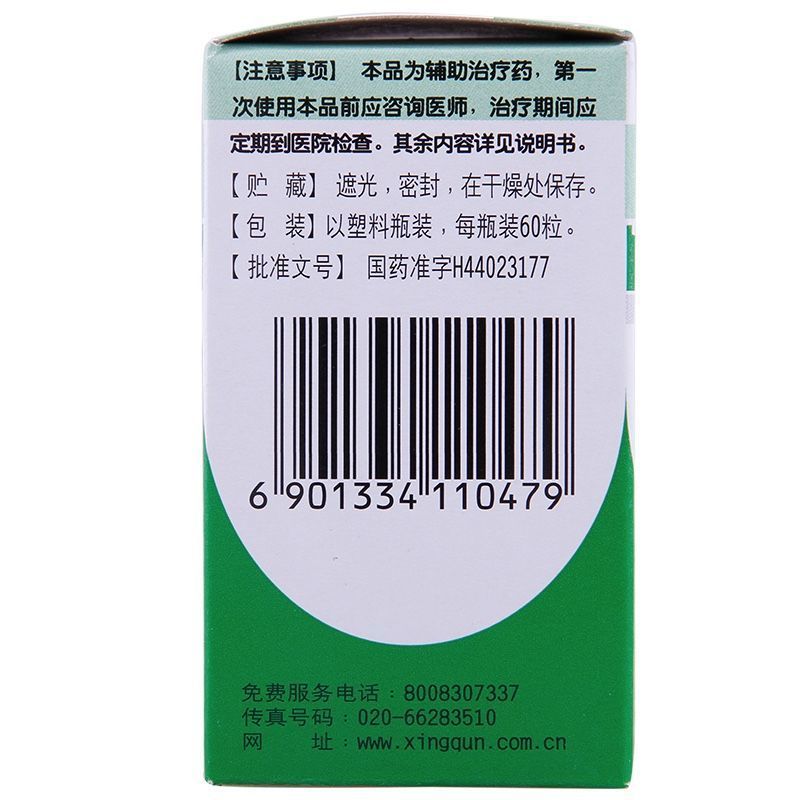 【注意事项】 本品为辅助治疗药，第一
次使用本品前应咨询医师，治疗期间应
定期到医院检查。其余内容详见说明书。
【贮 藏】 遮光，密封，在干燥处保存。
【包 装】以塑料瓶装，每瓶装60粒。
【批准文号】 国药准字H44023177
6 901334 110479
免费服务电话：8008307337
传真号码：020-66283510
网 址：www.xingqun.com.cn